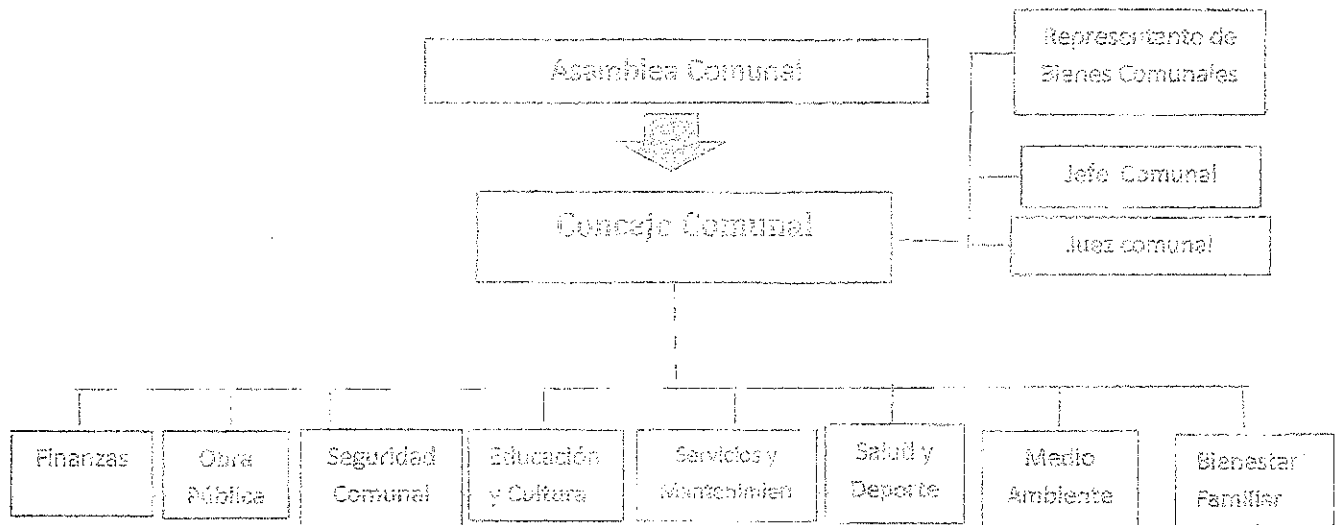 Asamblea Comunal
Representante de
Bienes Comunales
Jefe Comunal
Concejo Comunal
Juez comunal
Finanzas
Obra
Pública
Seguridad
Comunal
Educación
y Cultura
Servicios y
Mantenimien
Salud y
Deporte
Medio
Ambiente
Bienestar
Familiar